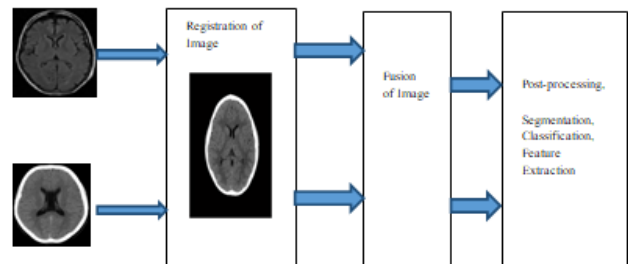 Registration of
Image
Fusion
of Image
Post-processing,
Segmentation,
Classification,
Feature
Extraction